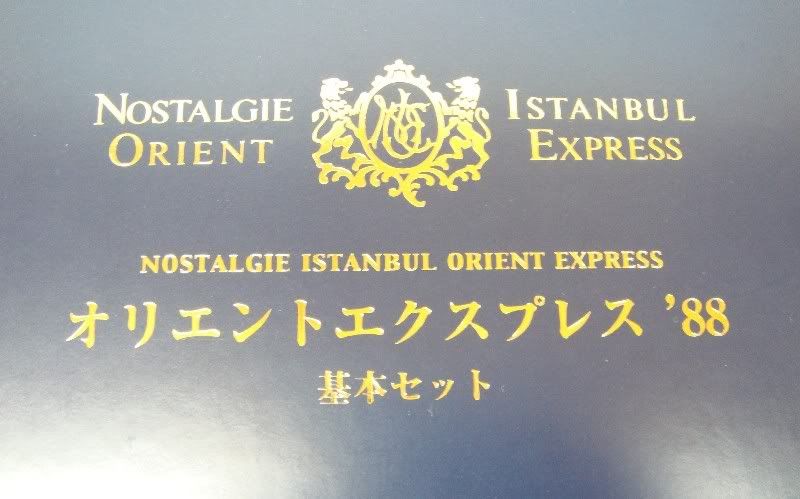 NOSTALGIE ISTANBUL
ORIENT EXPRESS
NOSTALGIE ISTANBUL ORIENT EXPRESS
オリエントエクスプレス ’88
基本セット